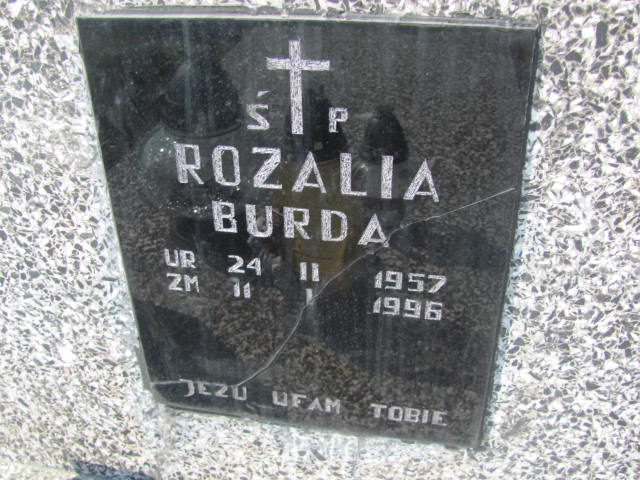 Ś P
ROZALIA
BURDA
UR 24 II 1957
ZM 11 I 1996
JEZU UFAM TOBIE